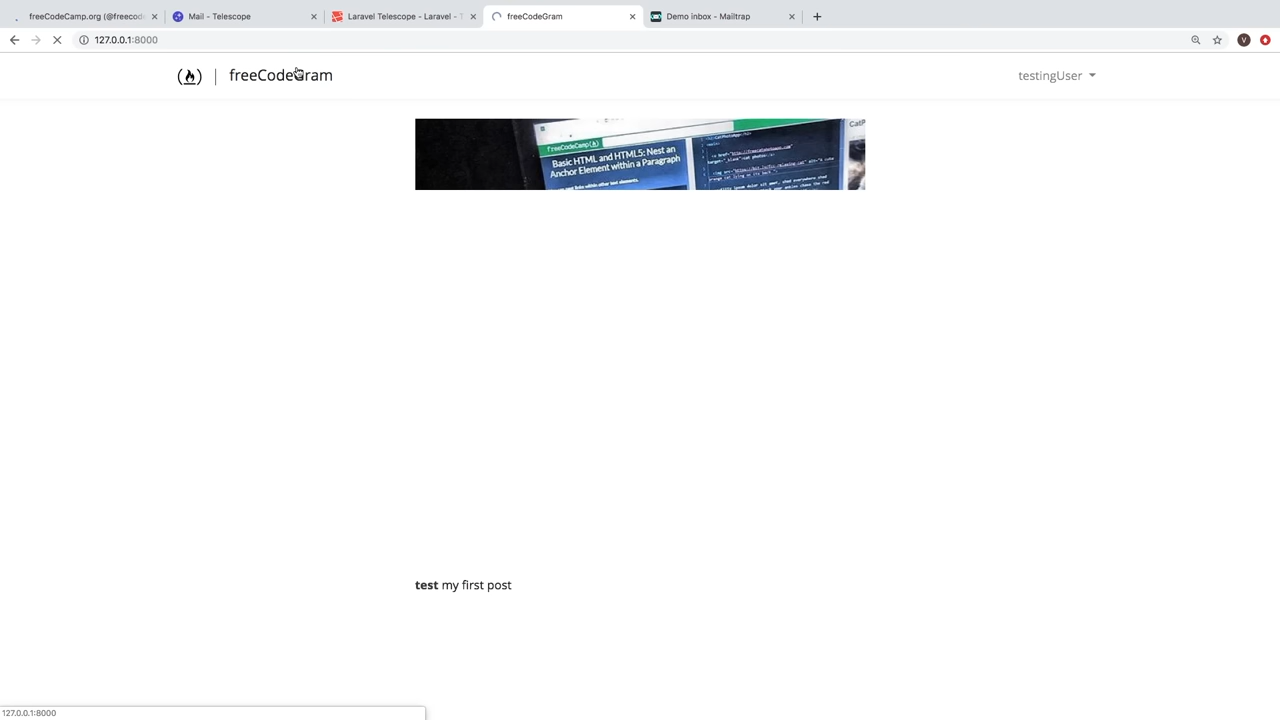 freeCodeCamp.org (@freecode
Mail - Telescope
Laravel Telescope - Laravel - T
freeCodeGram
Demo inbox - Mailtrap
127.0.0.1:8000
V
freeCodeGram
testingUser
freeCodeCamp(🔥)
Basic HTML and HTML5: Nest an
Anchor Element within a Paragraph
CatP
test my first post
127.0.0.1:8000